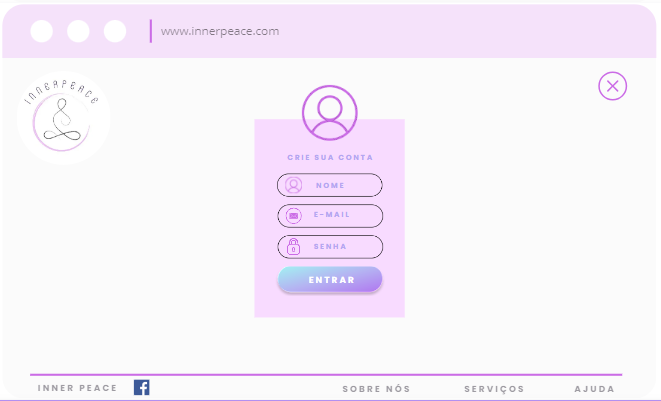 www.innerpeace.com
INNERPEACE
CRIE SUA CONTA
NOME
E-MAIL
SENHA
ENTRAR
INNER PEACE
SOBRE NÓS
SERVIÇOS
AJUDA